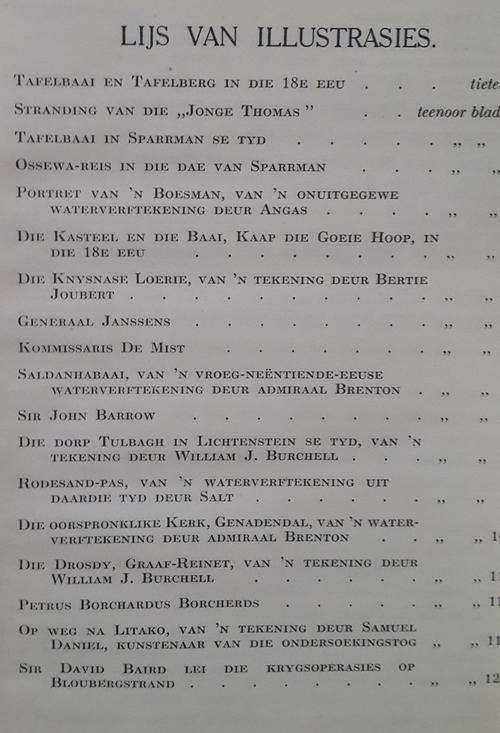 LIJS VAN ILLUSTRASIES.
TAFELBAAI EN TAFELBERG IN DIE 18E EEU . . . tiete
STRANDING VAN DIE „JONGE THOMAS” . . teenoor blad
TAFELBAAI IN SPARRMAN SE TYD . . . . . „ „
OSSEWA-REIS IN DIE DAE VAN SPARRMAN . . . „ „
PORTRET VAN ’N BOESMAN, VAN ’N ONUITGEGEWE
WATERVERFTEKENING DEUR ANGAS . . . . „ „
DIE KASTEEL EN DIE BAAI, KAAP DIE GOEIE HOOP, IN
DIE 18E EEU . . . . . . . . „ „
DIE KNYSNASE LOERIE, VAN ’N TEKENING DEUR BERTIE
JOUBERT . . . . . . . . . . „ „
GENERAAL JANSSENS . . . . . . . . „ „
KOMMISSARIS DE MIST . . . . . . . „ „
SALDANHABAAI, VAN ’N VROEG-NEËNTIENDE-EEUSE
WATERVERFTEKENING DEUR ADMIRAAL BRENTON . „ „
SIR JOHN BARROW . . . . . . . . „ „
DIE DORP TULBAGH IN LICHTENSTEIN SE TYD, VAN ’N
TEKENING DEUR WILLIAM J. BURCHELL . . . „ „
RODESAND-PAS, VAN ’N WATERVERFTEKENING UIT
DAARDIE TYD DEUR SALT . . . . . . „ „
DIE OORSPRONKLIKE KERK, GENADENDAL, VAN ’N WATER-
VERFTEKENING DEUR ADMIRAAL BRENTON . . „ „ 10
DIE DROSDY, GRAAF-REINET, VAN ’N TEKENING DEUR
WILLIAM J. BURCHELL . . . . . . „ „ 11
PETRUS BORCHARDUS BORCHERDS . . . . . „ „ 11
OP WEG NA LITAKO, VAN ’N TEKENING DEUR SAMUEL
DANIEL, KUNSTENAAR VAN DIE ONDERSOEKINGSTOG „ „ 11
SIR DAVID BAIRD LEI DIE KRYGSOPERASIES OP
BLOUBERGSTRAND . . . . . . . . „ „ 12